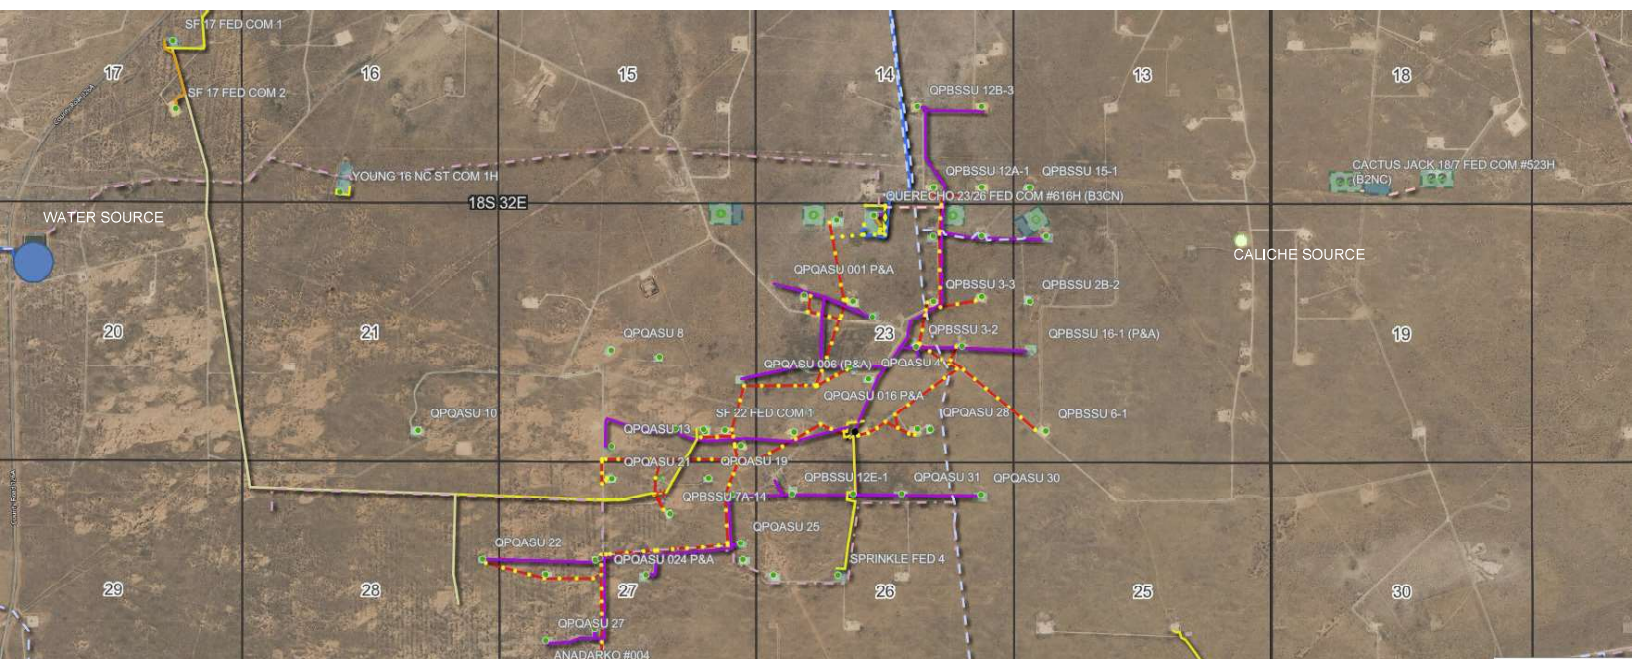 SF 17 FED COM 1
17
16
15
14
13
18
SF 17 FED COM 2
QPBSSU 12B-3
YOUNG 16 NC ST COM 1H
QPBSSU 12A-1
QPBSSU 15-1
CACTUS JACK 18/7 FED COM #523H
(B2NC)
18S 32E
QUERECHO 23/26 FED COM #616H (B3CN)
WATER SOURCE
CALICHE SOURCE
QPQASU 001 P&A
QPBSSU 3-3
QPBSSU 2B-2
20
21
QPQASU 8
23
QPBSSU 3-2
QPBSSU 16-1 (P&A)
19
QPQASU 006 (P&A)
QPQASU 4
QPQASU 016 P&A
QPQASU 10
SF 22 FED COM 1
QPQASU 28
QPBSSU 6-1
QPQASU 13
QPQASU 21
QPQASU 19
QPBSSU 12E-1
QPQASU 31
QPQASU 30
QPBSSU 7A-14
QPQASU 25
QPQASU 22
QPQASU 024 P&A
SPRINKLE FED 4
29
28
27
26
25
30
QPQASU 27
ANADARKO #004